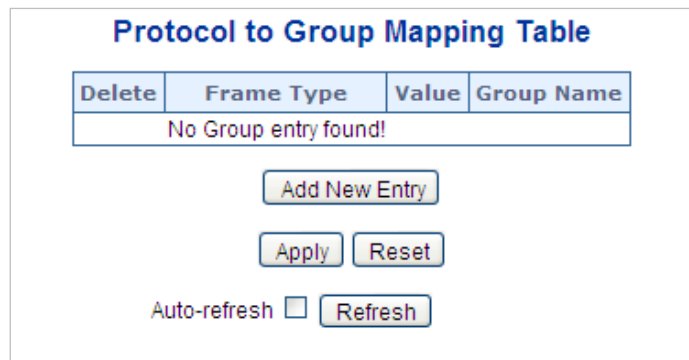 Protocol to Group Mapping Table
Delete Frame Type Value Group Name
No Group entry found!
Add New Entry
Apply Reset
Auto-refresh Refresh